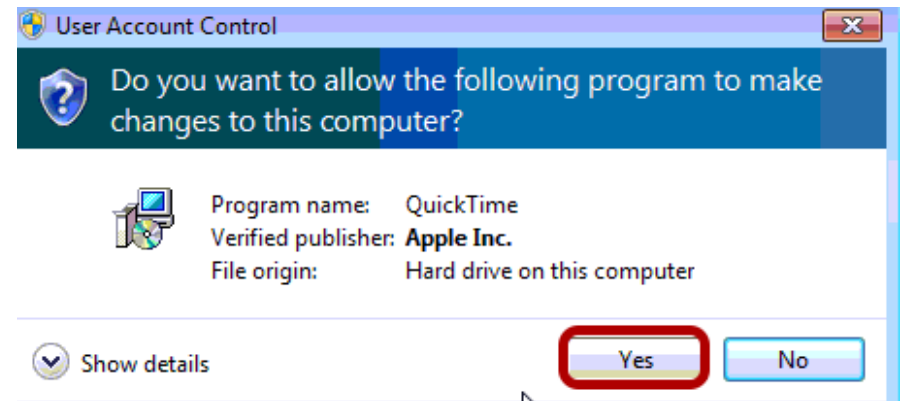 User Account Control
Do you want to allow the following program to make
changes to this computer?
Program name: QuickTime
Verified publisher: Apple Inc.
File origin: Hard drive on this computer
Show details Yes No